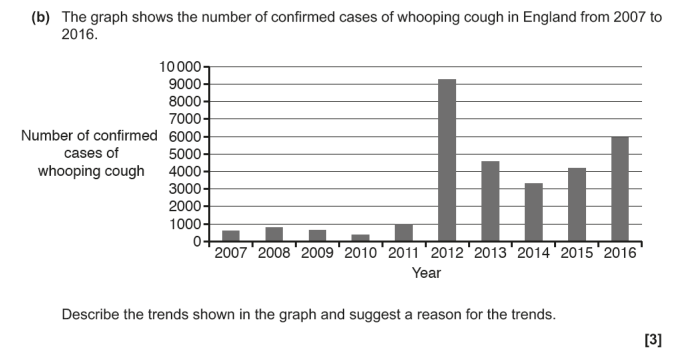 (b) The graph shows the number of confirmed cases of whooping cough in England from 2007 to
2016.
10 000
9000
8000
7000
Number of confirmed 6000
cases of 5000
whooping cough 4000
3000
2000
1000
0
2007 2008 2009 2010 2011 2012 2013 2014 2015 2016
Year
Describe the trends shown in the graph and suggest a reason for the trends.
[3]